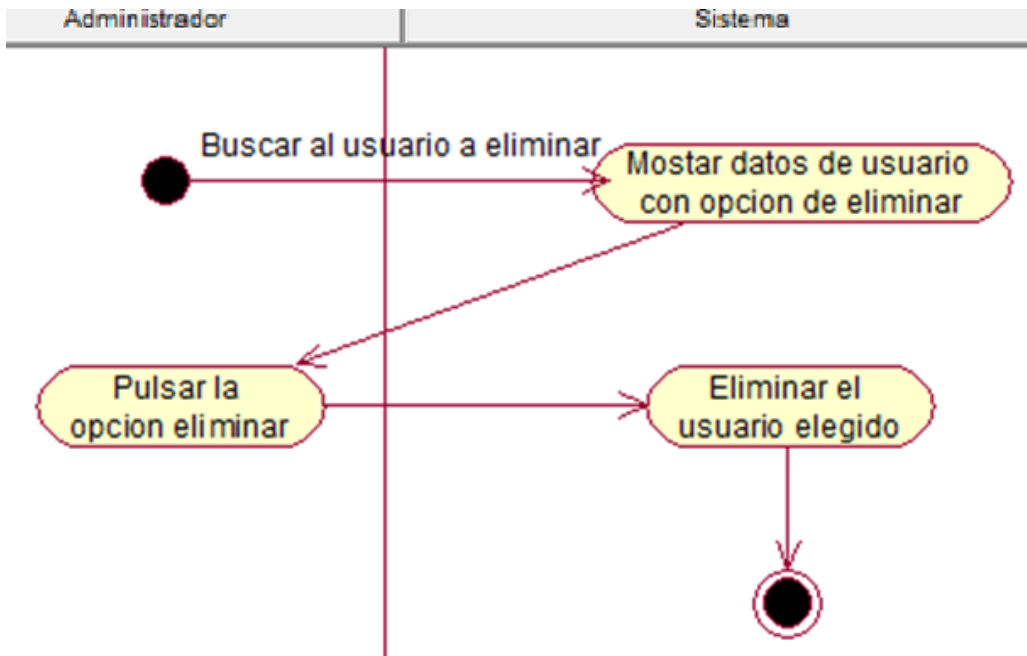 Administrador
Sistema
Buscar al usuario a eliminar
Mostar datos de usuario
con opcion de eliminar
Pulsar la
opcion eliminar
Eliminar el
usuario elegido